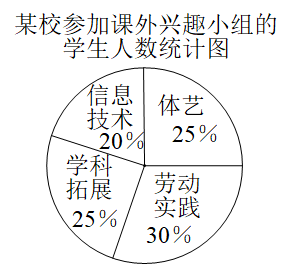 某校参加课外兴趣小组的
学生人数统计图
信息
技术
20%
体艺
25%
学科
拓展
25%
劳动
实践
30%